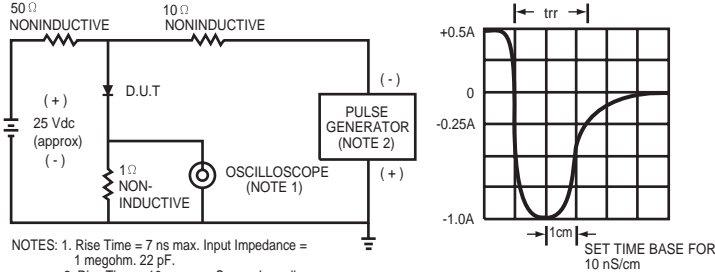 50 Ω
NONINDUCTIVE
10 Ω
NONINDUCTIVE
( + )
25 Vdc
(approx)
( - )
D.U.T
1 Ω
NON-
INDUCTIVE
OSCILLOSCOPE
(NOTE 1)
( - )
PULSE
GENERATOR
(NOTE 2)
( + )
NOTES: 1. Rise Time = 7 ns max. Input Impedance =
1 megohm. 22 pF.
trr
+0.5A
0
-0.25A
-1.0A
1cm
SET TIME BASE FOR
10 nS/cm